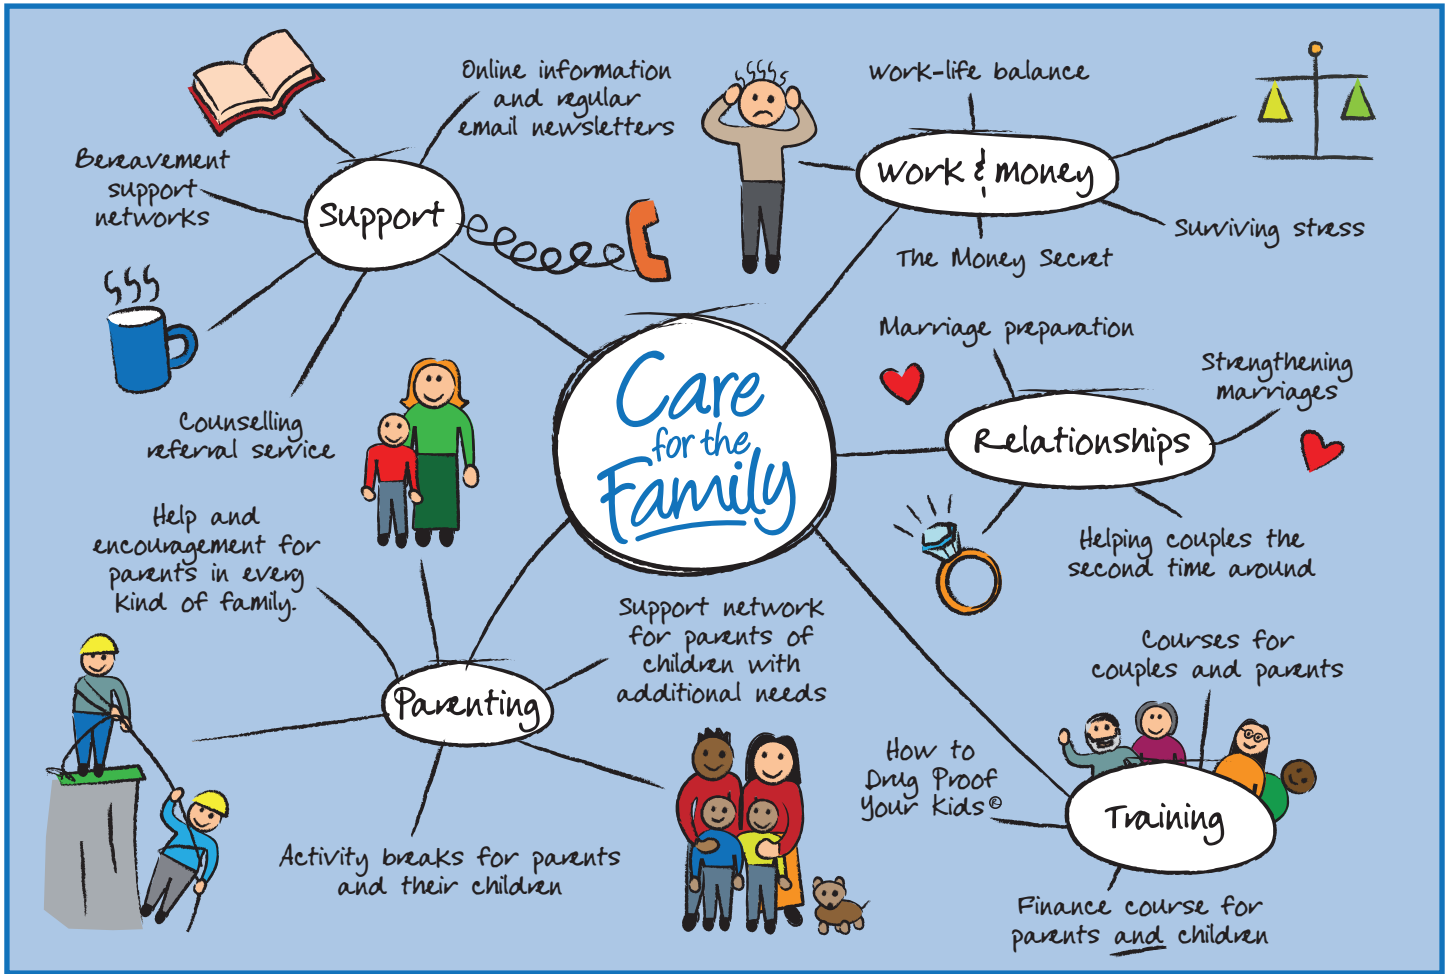 Online information
and regular
email newsletters
Bereavement
support
networks
Support
Counselling
referral service
Work-life balance
Work & money
Surviving stress
The Money Secret
Care
for the
Family
Marriage preparation
Strengthening
marriages
Relationships
Helping couples the
second time around
Help and
encouragement for
parents in every
kind of family.
Support network
for parents of
children with
additional needs
Parenting
Activity breaks for parents
and their children
Courses for
couples and parents
How to
Drug Proof
Your Kids®
Training
Finance course for
parents and children